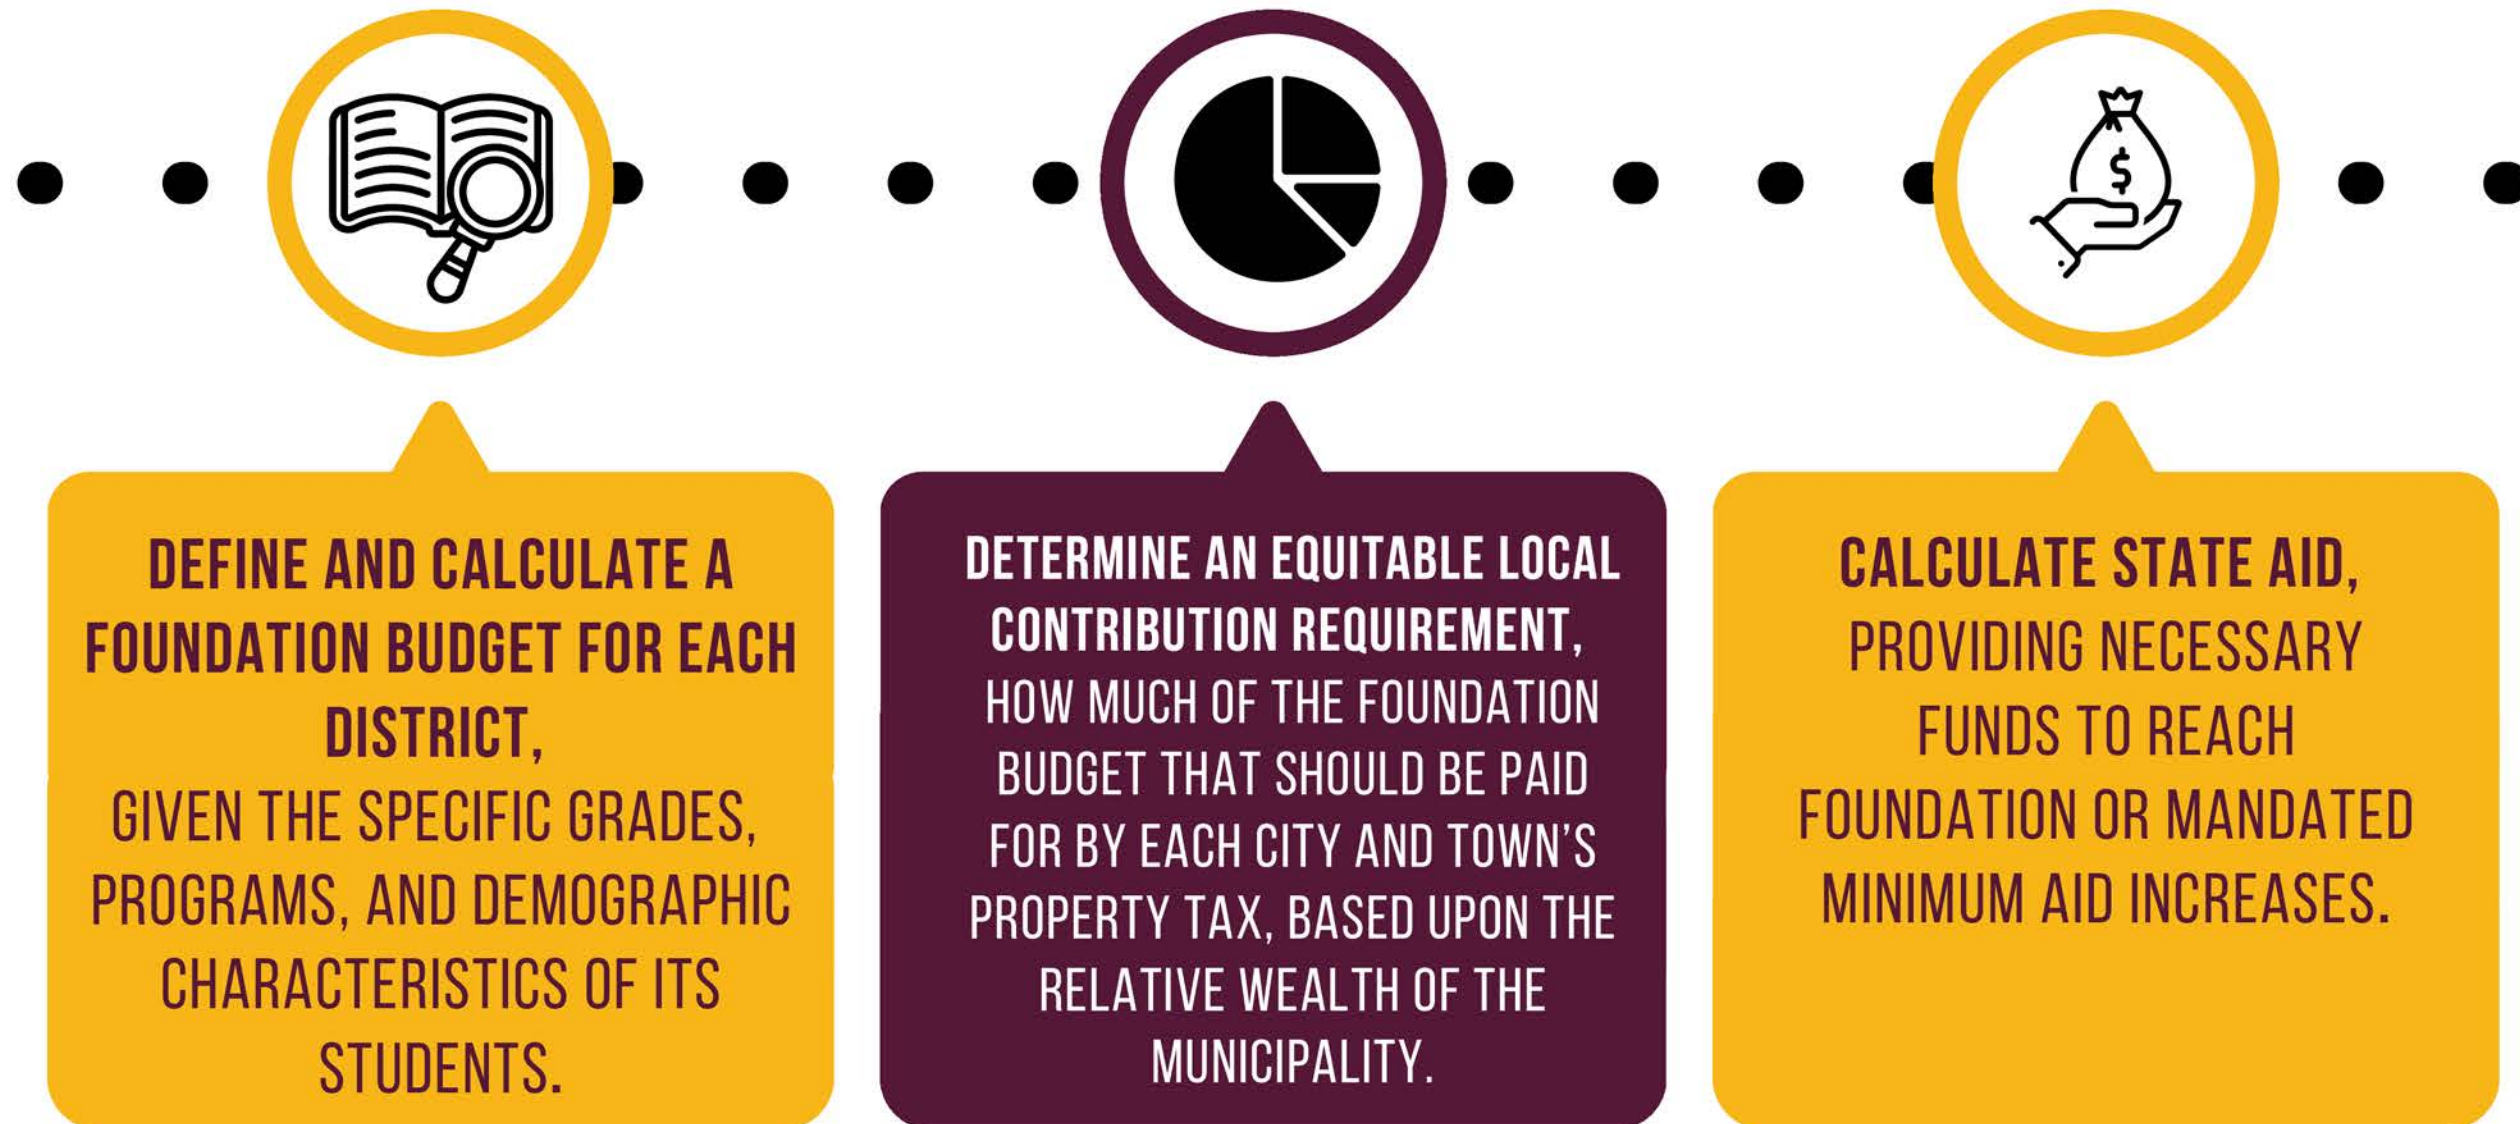 $
DEFINE AND CALCULATE A
FOUNDATION BUDGET FOR EACH
DISTRICT,
GIVEN THE SPECIFIC GRADES,
PROGRAMS, AND DEMOGRAPHIC
CHARACTERISTICS OF ITS
STUDENTS.
DETERMINE AN EQUITABLE LOCAL
CONTRIBUTION REQUIREMENT,
HOW MUCH OF THE FOUNDATION
BUDGET THAT SHOULD BE PAID
FOR BY EACH CITY AND TOWN'S
PROPERTY TAX, BASED UPON THE
RELATIVE WEALTH OF THE
MUNICIPALITY.
CALCULATE STATE AID,
PROVIDING NECESSARY
FUNDS TO REACH
FOUNDATION OR MANDATED
MINIMUM AID INCREASES.